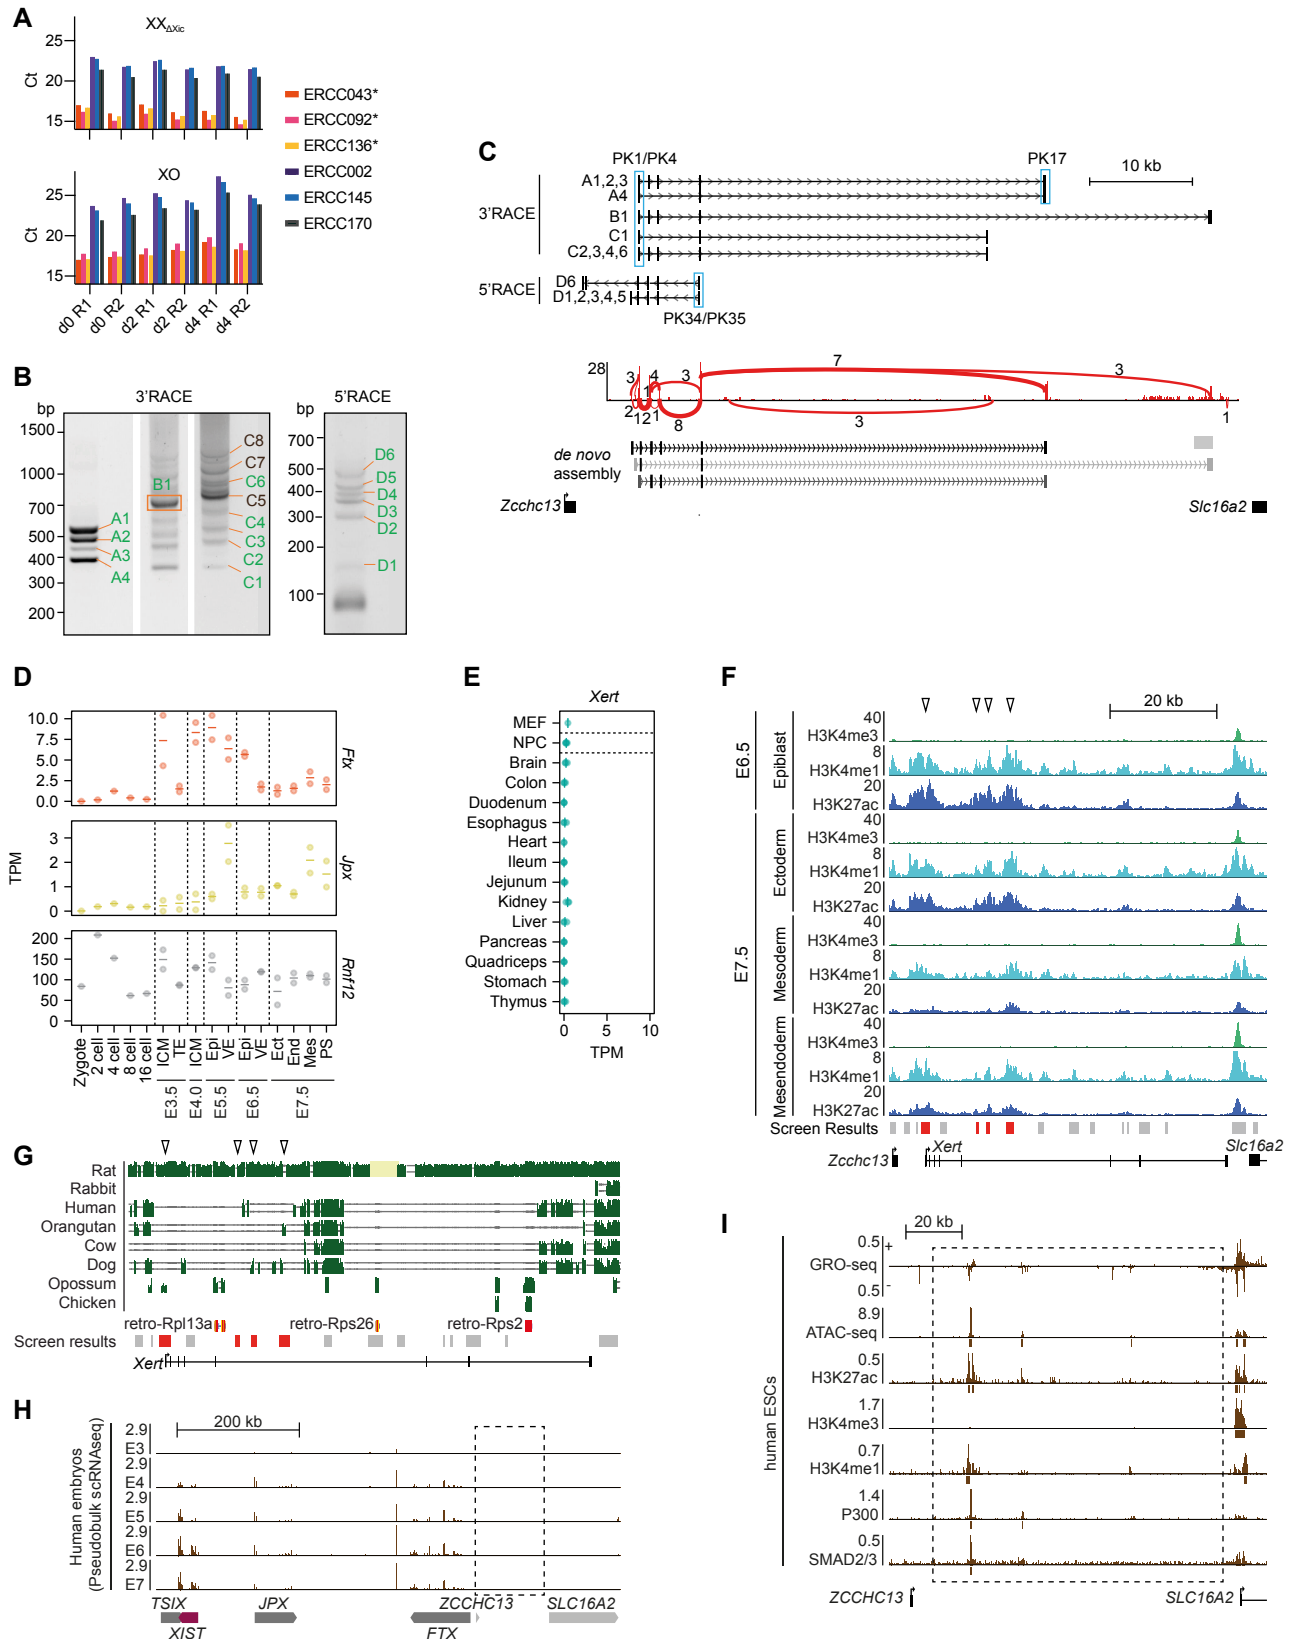 A
XXΔXic
Ct
25
20
15
XO
Ct
25
20
15
d0 R1
d0 R2
d2 R1
d2 R2
d4 R1
d4 R2
ERCC043*
ERCC092*
ERCC136*
ERCC002
ERCC145
ERCC170
B
3'RACE
5'RACE
bp
1500
1000
700
500
400
300
200
A1
A2
A3
A4
B1
C8
C7
C6
C5
C4
C3
C2
C1
bp
700
500
400
300
200
100
D6
D5
D4
D3
D2
D1
C
PK1/PK4
PK17
10 kb
3'RACE
A1,2,3
A4
B1
C1
C2,3,4,6
5'RACE
D6
D1,2,3,4,5
PK34/PK35
28
3
4
3
7
3
1
2
12
1
8
3
1
de novo
assembly
Zcchc13
Slc16a2
D
TPM
10.0
7.5
5.0
2.5
0.0
Ftx
3
2
1
0
Jpx
200
150
100
50
0
Rnf12
Zygote
2 cell
4 cell
8 cell
16 cell
ICM
TE
ICM
Epi
VE
Epi
VE
Ect
End
Mes
PS
E3.5
E4.0
E5.5
E6.5
E7.5
E
Xert
MEF
NPC
Brain
Colon
Duodenum
Esophagus
Heart
Ileum
Jejunum
Kidney
Liver
Pancreas
Quadriceps
Stomach
Thymus
0
5
10
TPM
F
20 kb
E6.5
Epiblast
40
H3K4me3
8
H3K4me1
20
H3K27ac
E7.5
Ectoderm
40
H3K4me3
8
H3K4me1
20
H3K27ac
Mesoderm
40
H3K4me3
8
H3K4me1
20
H3K27ac
Mesendoderm
40
H3K4me3
8
H3K4me1
20
H3K27ac
Screen Results
Zcchc13
Xert
Slc16a2
G
Rat
Rabbit
Human
Orangutan
Cow
Dog
Opossum
Chicken
retro-Rpl13a
retro-Rps26
retro-Rps2
Screen results
Xert
H
200 kb
Human embryos
(Pseudobulk scRNAseq)
2.9
E3
2.9
E4
2.9
E5
2.9
E6
2.9
E7
TSIX
XIST
JPX
FTX
ZCCHC13
SLC16A2
I
20 kb
human ESCs
0.5
+
GRO-seq
0.5
-
8.9
ATAC-seq
0.5
H3K27ac
1.7
H3K4me3
0.7
H3K4me1
1.4
P300
0.5
SMAD2/3
ZCCHC13
SLC16A2